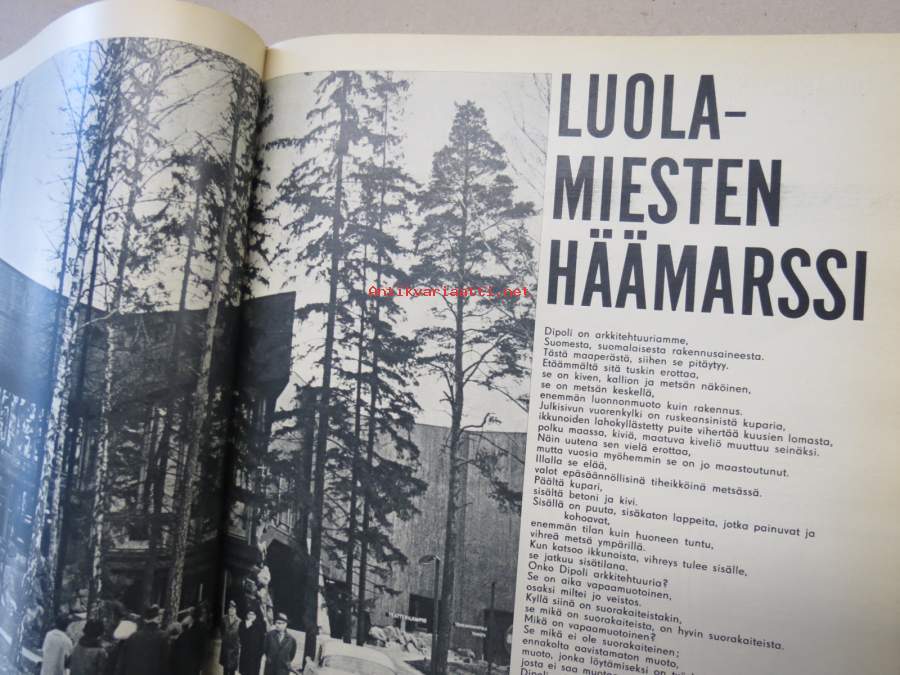 LUOLA-
MIESTEN
HÄÄMARSSI
Dipoli on arkkitehtuuriamme,
Suomesta, suomalaisesta rakennusaineesta.
Tästä maaperästä, siihen se pitäytyy.
Etäämmältä sitä tuskin erottaa,
se on kiven, kallion ja metsän näköinen,
se on metsän keskellä,
enemmän luonnonmuoto kuin rakennus.
Julkisivun vuorenkylki on ruskeansinistä kuparia,
ikkunoiden lahokyllästetty puite vihertää kuusien lomasta,
polku maassa, kiviä, maatuva kiveliö muuttuu seinäksi.
Näin uutena sen vielä erottaa,
mutta vuosia myöhemmin se on jo maastoutunut.
Illalla se elää,
valot epäsäännöllisinä tiheikköinä metsässä.
Päältä kupari,
sisältä betoni ja kivi.
Sisällä on puuta, sisäkaton lappeita, jotka painuvat ja
kohoavat,
enemmän tilan kuin huoneen tuntu,
vihreä metsä ympärillä.
Kun katsoo ikkunoista, vihreys tulee sisälle,
se jatkuu sisätilana.
Onko Dipoli arkkitehtuuria?
Se on aika vapaamuotoinen,
osaksi miltei jo veistos.
Kyllä siinä on suorakaiteistakin,
se mikä on suorakaiteista, on hyvin suorakaiteista.
Mikä on vapaamuotoinen?
Se mikä ei ole suorakaiteinen;
ennakolta aavistamaton muoto,
muoto, jonka löytämiseksi on
josta ei saa
Antikvariaatti.net